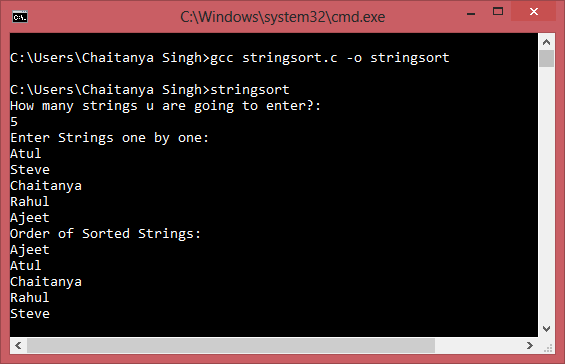 C:\Windows\system32\cmd.exe
C:\Users\Chaitanya Singh>gcc stringsort.c -o stringsort
C:\Users\Chaitanya Singh>stringsort
How many strings u are going to enter?:
5
Enter Strings one by one:
Atul
Steve
Chaitanya
Rahul
Ajeet
Order of Sorted Strings:
Ajeet
Atul
Chaitanya
Rahul
Steve